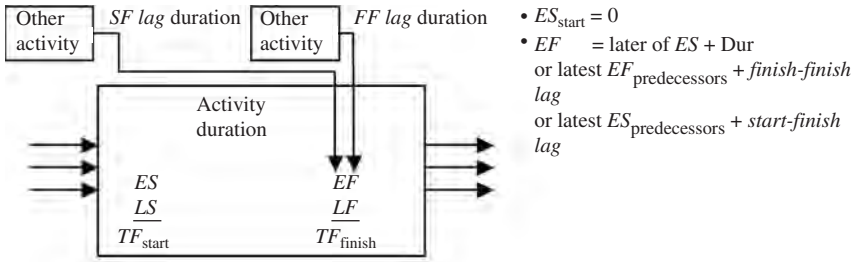 Other
activity
SF lag duration
Other
activity
FF lag duration
Activity
duration
ES
LS
TFstart
EF
LF
TFfinish
• ESstart = 0
• EF = later of ES + Dur
or latest EFpredecessors + finish-finish
lag
or latest ESpredecessors + start-finish
lag